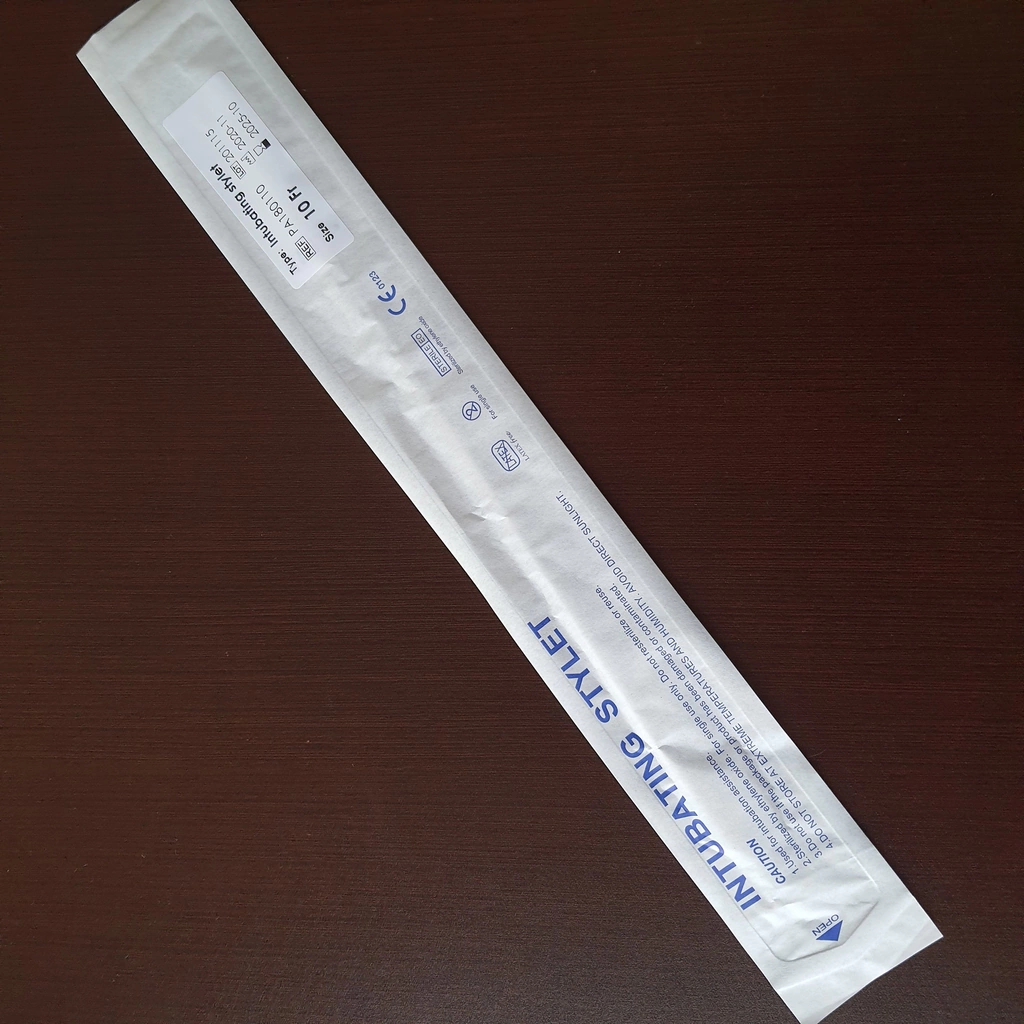 INTUBATING STYLET
CAUTION
1.Used for intubation assistance.
2.Sterilized by ethylene oxide. For single use only. Do not resterilize or reuse.
3.Do not use if the package or product has been damaged or contaminated.
4.DO NOT STORE AT EXTREME TEMPERATURES AND HUMIDITY. AVOID DIRECT SUNLIGHT.
OPEN
LATEX
LATEX free
2
For single use
STERILE EO
Sterilized by ethylene oxide
CE 0123
Type: Intubating stylet
REF PA180110
Size 10 Fr
LOT 201115
2020-11
2025-10